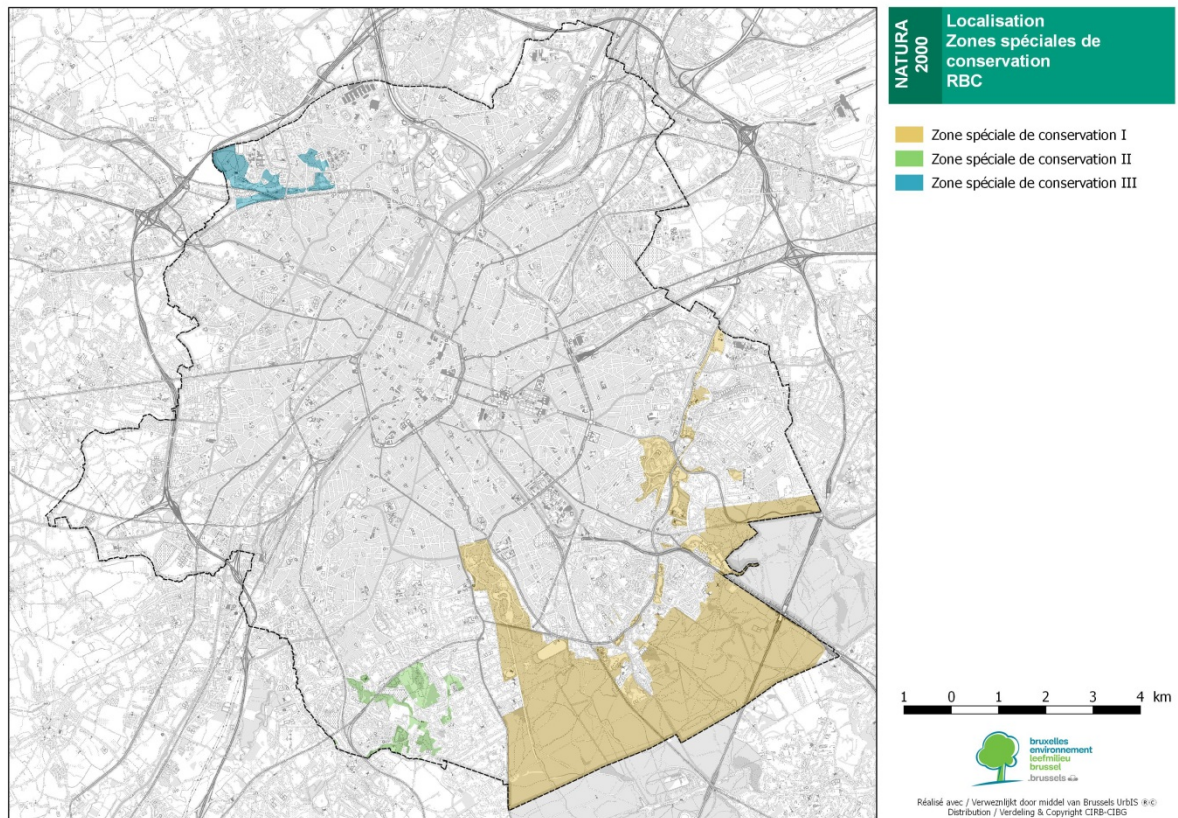 NATURA
2000
Localisation
Zones spéciales de
conservation
RBC
Zone spéciale de conservation I
Zone spéciale de conservation II
Zone spéciale de conservation III
1 0 1 2 3 4 km
bruxelles
environnement
leefmilieu
brussel
.brussels
Réalisé avec / Verweznlijkt door middel van Brussels UrbIS ®©
Distribution / Verdeling & Copyright CIRB-CIBG